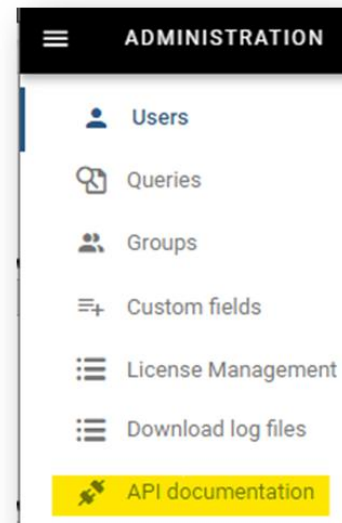 ADMINISTRATION
Users
Queries
Groups
Custom fields
License Management
Download log files
API documentation